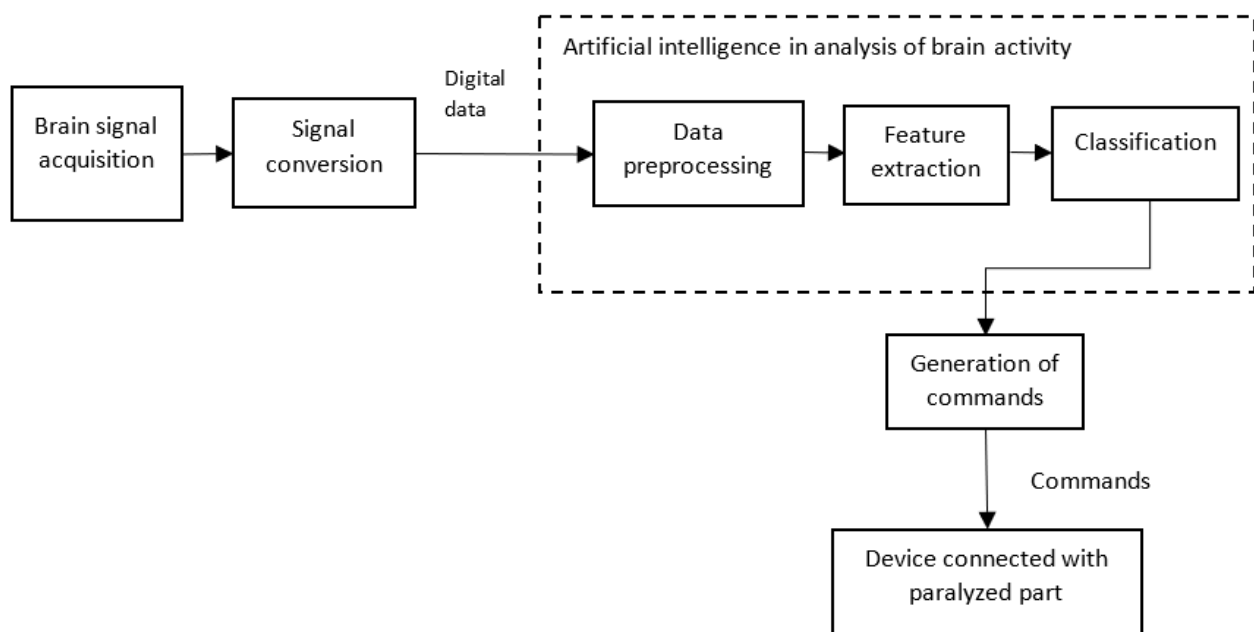 Artificial intelligence in analysis of brain activity
Brain signal
acquisition
Signal
conversion
Digital
data
Data
preprocessing
Feature
extraction
Classification
Generation of
commands
Commands
Device connected with
paralyzed part